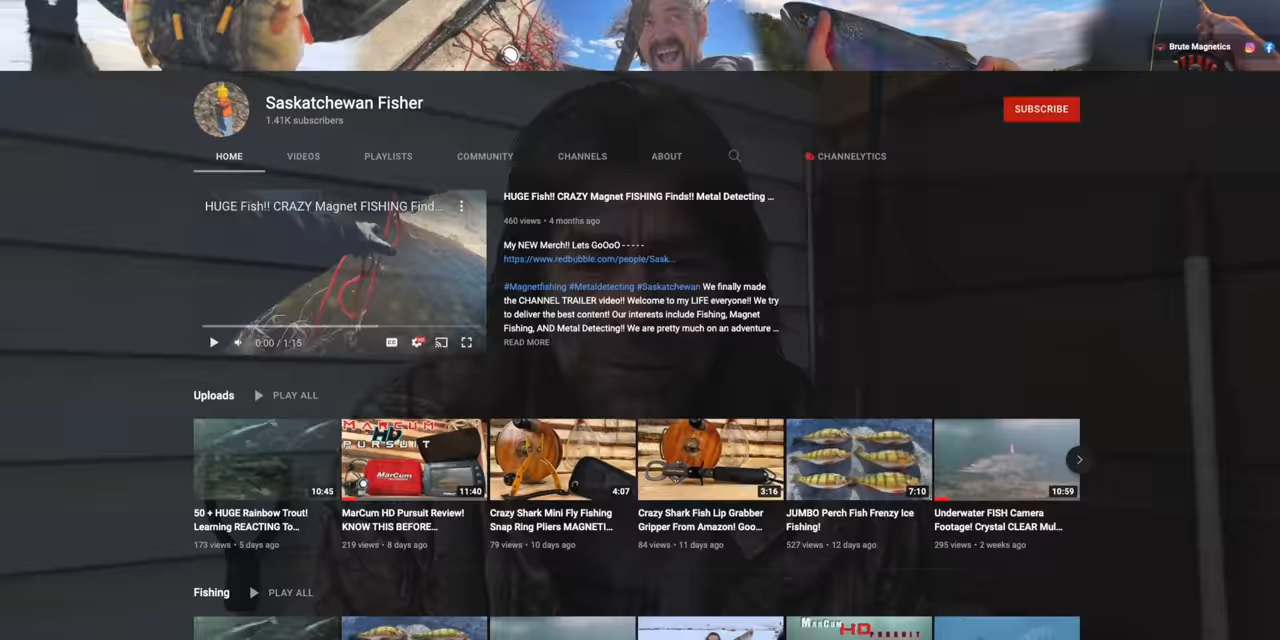 Brute Magnetics
Saskatchewan Fisher
1.41K subscribers
SUBSCRIBE
HOME
VIDEOS
PLAYLISTS
COMMUNITY
CHANNELS
ABOUT
CHANNELYTICS
HUGE Fish!! CRAZY Magnet FISHING Find...
0:00 / 1:15
HUGE Fish!! CRAZY Magnet FISHING Finds!! Metal Detecting ...
460 views • 4 months ago
My NEW Merch!! Lets GoOoO - - - - -
https://www.redbubble.com/people/Sask...
#Magnetfishing #Metaldetecting #Saskatchewan We finally made
the CHANNEL TRAILER video!! Welcome to my LIFE everyone!! We try
to deliver the best content! Our interests include Fishing, Magnet
Fishing, AND Metal Detecting!! We are pretty much on an adventure ...
READ MORE
Uploads
PLAY ALL
10:45
50 + HUGE Rainbow Trout!
Learning REACTING To...
173 views • 5 days ago
MARCUM
HD
PURSUIT
MarCum
11:40
MarCum HD Pursuit Review!
KNOW THIS BEFORE...
219 views • 8 days ago
4:07
Crazy Shark Mini Fly Fishing
Snap Ring Pliers MAGNETI...
79 views • 10 days ago
3:16
Crazy Shark Fish Lip Grabber
Gripper From Amazon! Goo...
84 views • 11 days ago
7:10
JUMBO Perch Fish Frenzy Ice
Fishing!
527 views • 12 days ago
10:59
Underwater FISH Camera
Footage! Crystal CLEAR Mul...
295 views • 2 weeks ago
Fishing
PLAY ALL
MARCUM HD PURSUIT